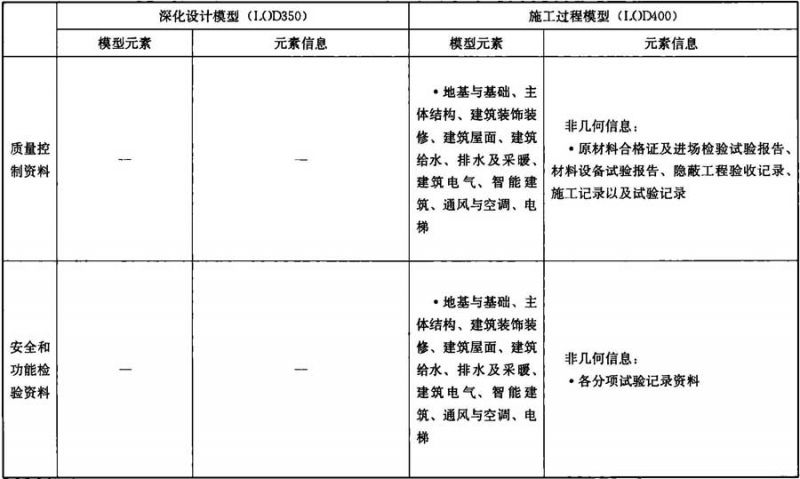 深化设计模型（LOD350）
施工过程模型（LOD400）
模型元素
元素信息
模型元素
元素信息
质量控
制资料
—
—
•地基与基础、主
体结构、建筑装饰装
修、建筑屋面、建筑
给水、排水及采暖、
建筑电气、智能建
筑、通风与空调、电
梯
非几何信息：
•原材料合格证及进场检验试验报告、
材料设备试验报告、隐蔽工程验收记录、
施工记录以及试验记录
安全和
功能检
验资料
—
—
•地基与基础、主
体结构、建筑装饰装
修、建筑屋面、建筑
给水、排水及采暖、
建筑电气、智能建
筑、通风与空调、电
梯
非几何信息：
•各分项试验记录资料